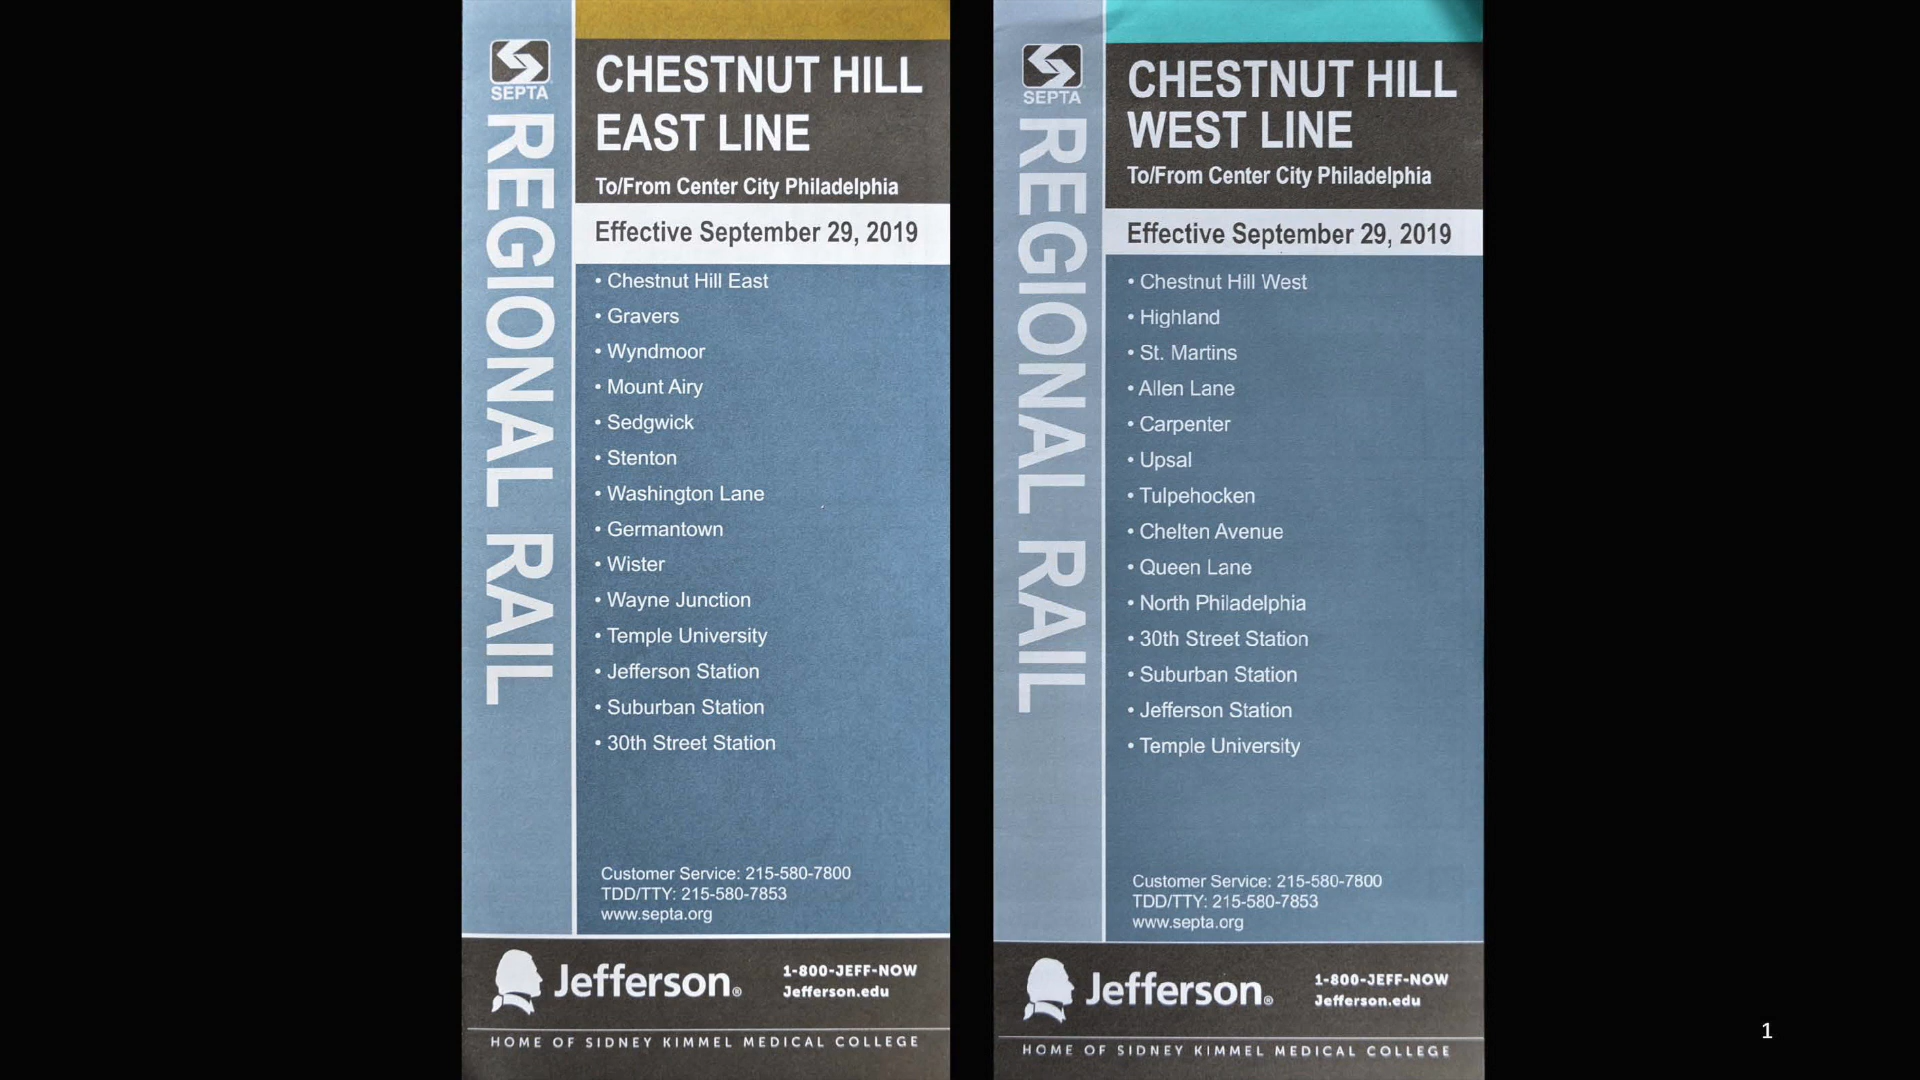 SEPTA
REGIONAL RAIL
CHESTNUT HILL
EAST LINE
To/From Center City Philadelphia
Effective September 29, 2019
• Chestnut Hill East
• Gravers
• Wyndmoor
• Mount Airy
• Sedgwick
• Stenton
• Washington Lane
• Germantown
• Wister
• Wayne Junction
• Temple University
• Jefferson Station
• Suburban Station
• 30th Street Station
Customer Service: 215-580-7800
TDD/TTY: 215-580-7853
www.septa.org
Jefferson®
1-800-JEFF-NOW
Jefferson.edu
HOME OF SIDNEY KIMMEL MEDICAL COLLEGE
SEPTA
REGIONAL RAIL
CHESTNUT HILL
WEST LINE
To/From Center City Philadelphia
Effective September 29, 2019
• Chestnut Hill West
• Highland
• St. Martins
• Allen Lane
• Carpenter
• Upsal
• Tulpehocken
• Chelten Avenue
• Queen Lane
• North Philadelphia
• 30th Street Station
• Suburban Station
• Jefferson Station
• Temple University
Customer Service: 215-580-7800
TDD/TTY: 215-580-7853
www.septa.org
Jefferson®
1-800-JEFF-NOW
Jefferson.edu
HOME OF SIDNEY KIMMEL MEDICAL COLLEGE
1